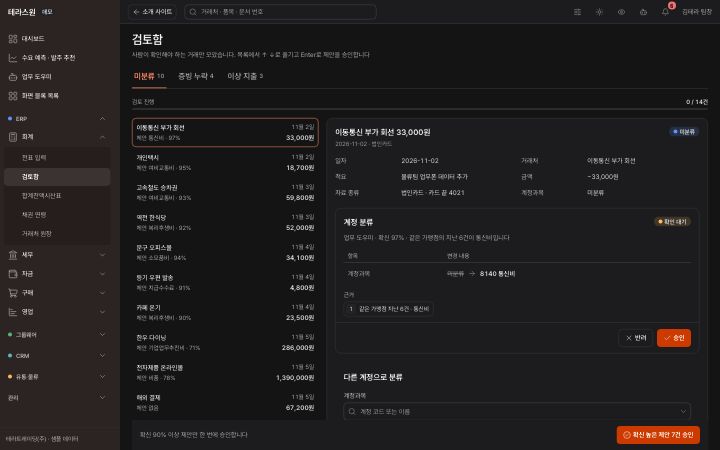 테라스원 데모
← 소개 사이트
거래처 · 품목 · 문서 번호
6
김테라 팀장
대시보드
수요 예측 · 발주 추천
업무 도우미
화면 블록 목록
ERP
회계
전표 입력
검토함
합계잔액시산표
채권 연령
거래처 원장
세무
자금
구매
영업
그룹웨어
CRM
유통·물류
관리
테라트레이딩(주) · 샘플 데이터
검토함
사람이 확인해야 하는 거래만 모았습니다. 목록에서 ↑ ↓로 옮기고 Enter로 제안을 승인합니다
미분류 10
증빙 누락 4
이상 지출 3
검토 진행
0 / 14건
이동통신 부가 회선 11월 2일
제안 통신비 · 97% 33,000원
개인택시 11월 2일
제안 여비교통비 · 95% 18,700원
고속철도 승차권 11월 3일
제안 여비교통비 · 93% 59,800원
역전 한식당 11월 3일
제안 복리후생비 · 92% 52,000원
문구 오피스몰 11월 4일
제안 소모품비 · 94% 34,100원
등기 우편 발송 11월 4일
제안 지급수수료 · 91% 4,800원
카페 온기 11월 4일
제안 복리후생비 · 90% 23,500원
한우 다이닝 11월 5일
제안 기업업무추진비 · 71% 286,000원
전자제품 온라인몰 11월 5일
제안 비품 · 78% 1,390,000원
해외 결제 11월 5일
제안 없음 67,200원
이동통신 부가 회선 33,000원
미분류
2026-11-02 · 법인카드
일자 2026-11-02 거래처 이동통신 부가 회선
적요 물류팀 업무폰 데이터 추가 금액 −33,000원
자료 종류 법인카드 · 카드 끝 4021 계정과목 미분류
계정 분류
확인 대기
업무 도우미 · 확신 97% · 같은 가맹점의 지난 6건이 통신비입니다
항목 변경 내용
계정과목 미분류 → 8140 통신비
근거
1 같은 가맹점 지난 6건 · 통신비
반려
승인
다른 계정으로 분류
계정과목
계정 코드 또는 이름
확신 90% 이상 제안만 한 번에 승인합니다
확신 높은 제안 7건 승인